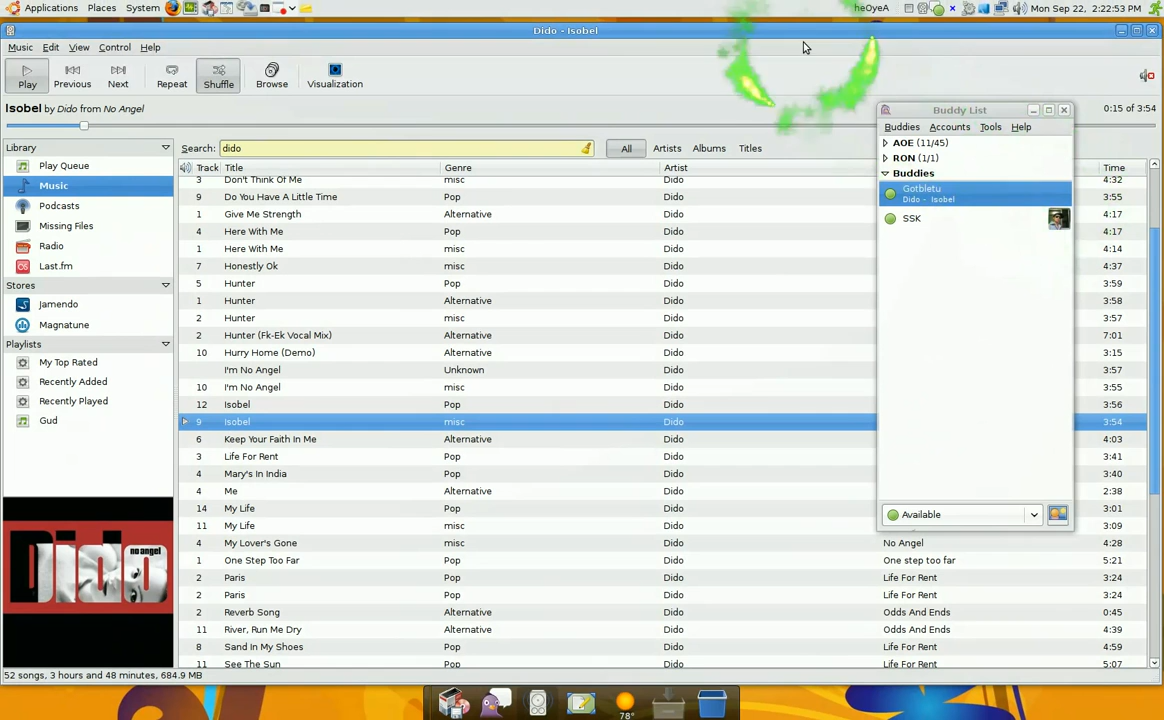 Applications Places System heOyeA Mon Sep 22, 2:22:53 PM
Dido - Isobel
Music Edit View Control Help
Play Previous Next Repeat Shuffle Browse Visualization
Isobel by Dido from No Angel 0:15 of 3:54
Library Search: dido All Artists Albums Titles
Play Queue
Music
Podcasts
Missing Files
Radio
Last.fm
Stores
Jamendo
Magnatune
Playlists
My Top Rated
Recently Added
Recently Played
Gud
Dido no angel
Track Title Genre Artist Time
3 Don't Think Of Me misc Dido 4:32
9 Do You Have A Little Time Pop Dido 3:55
1 Give Me Strength Alternative Dido 4:17
4 Here With Me Pop Dido 4:17
1 Here With Me misc Dido 4:14
7 Honestly Ok misc Dido 4:37
5 Hunter Pop Dido 3:59
1 Hunter Alternative Dido 3:58
2 Hunter misc Dido 3:57
2 Hunter (Fk-Ek Vocal Mix) Alternative Dido 7:01
10 Hurry Home (Demo) Alternative Dido 3:15
I'm No Angel Unknown Dido 3:57
10 I'm No Angel misc Dido 3:55
12 Isobel Pop Dido 3:56
9 Isobel misc Dido 3:54
6 Keep Your Faith In Me Alternative Dido 4:03
3 Life For Rent Pop Dido 3:41
4 Mary's In India Pop Dido 3:40
4 Me Alternative Dido 2:38
14 My Life Pop Dido 3:01
11 My Life misc Dido 3:09
4 My Lover's Gone misc Dido No Angel 4:28
1 One Step Too Far Pop Dido One step too far 5:21
2 Paris Pop Dido Life For Rent 3:24
2 Paris Pop Dido Life For Rent 3:24
2 Reverb Song Alternative Dido Odds And Ends 0:45
11 River, Run Me Dry Alternative Dido Odds And Ends 4:39
8 Sand In My Shoes Pop Dido Life For Rent 4:59
11 See The Sun Pop Dido Life For Rent 5:07
52 songs, 3 hours and 48 minutes, 684.9 MB
Buddy List
Buddies Accounts Tools Help
AOE (11/45)
RON (1/1)
Buddies
Gotbletu
Dido - Isobel
SSK
Available
78°